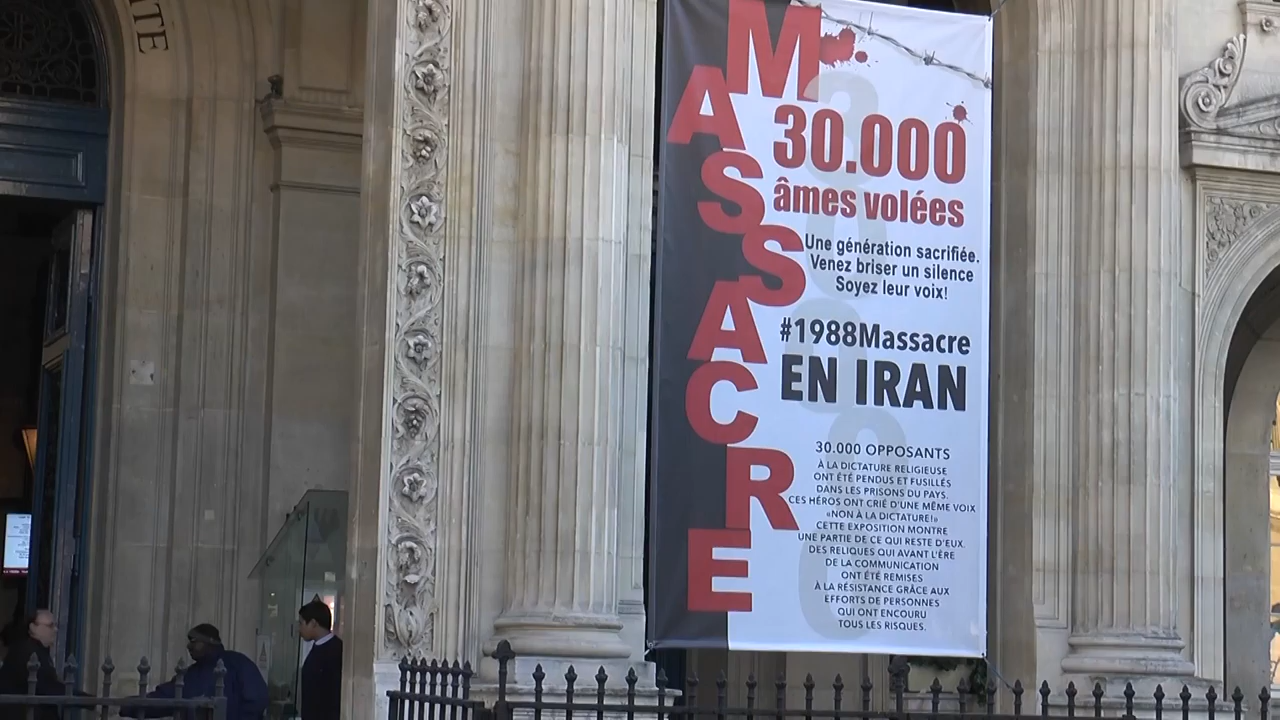 ITE
MASSACRE
30.000
âmes volées
Une génération sacrifiée.
Venez briser un silence
Soyez leur voix!
#1988Massacre
EN IRAN
30.000 OPPOSANTS
À LA DICTATURE RELIGIEUSE
ONT ÉTÉ PENDUS ET FUSILLÉS
DANS LES PRISONS DU PAYS.
CES HÉROS ONT CRIÉ D'UNE MÊME VOIX
«NON À LA DICTATURE!»
CETTE EXPOSITION MONTRE
UNE PARTIE DE CE QUI RESTE D'EUX.
DES RELIQUES QUI AVANT L'ÈRE
DE LA COMMUNICATION
ONT ÉTÉ REMISES
À LA RÉSISTANCE GRÂCE AUX
EFFORTS DE PERSONNES
QUI ONT ENCOURU
TOUS LES RISQUES.